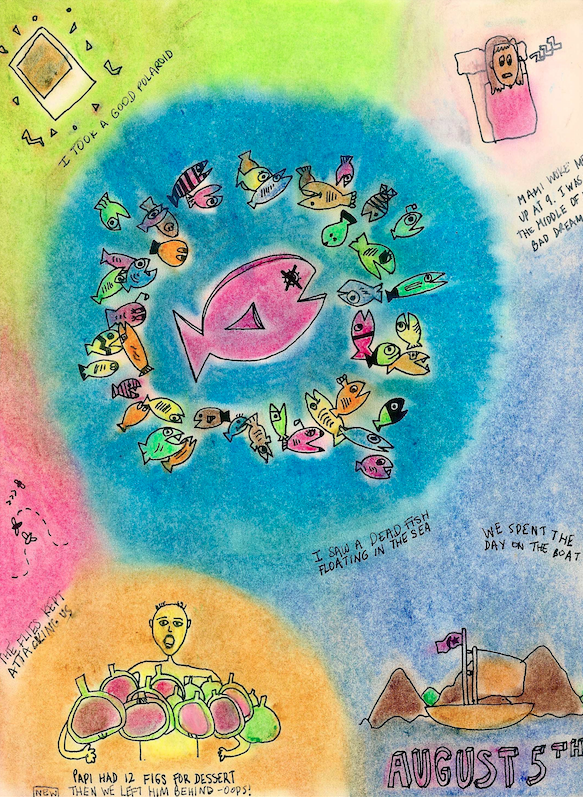 I TOOK A GOOD POLAROID
ZZZ
MAMI WOKE ME
UP AT 9. I WAS
THE MIDDLE OF
BAD DREAM
I SAW A DEAD FISH
FLOATING IN THE SEA
WE SPENT THE
DAY ON THE BOAT
THE FLIES KEPT
ATTACKING US
PAPI HAD 12 FIGS FOR DESSERT
NEW THEN WE LEFT HIM BEHIND - OOPS!
AUGUST 5TH